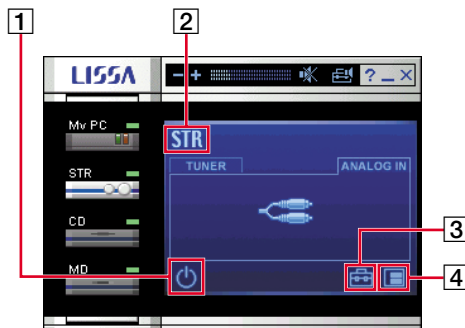 1
2
LISSA
- + ? _ ×
My PC
STR
TUNER
ANALOG IN
STR
CD
MD
3
4